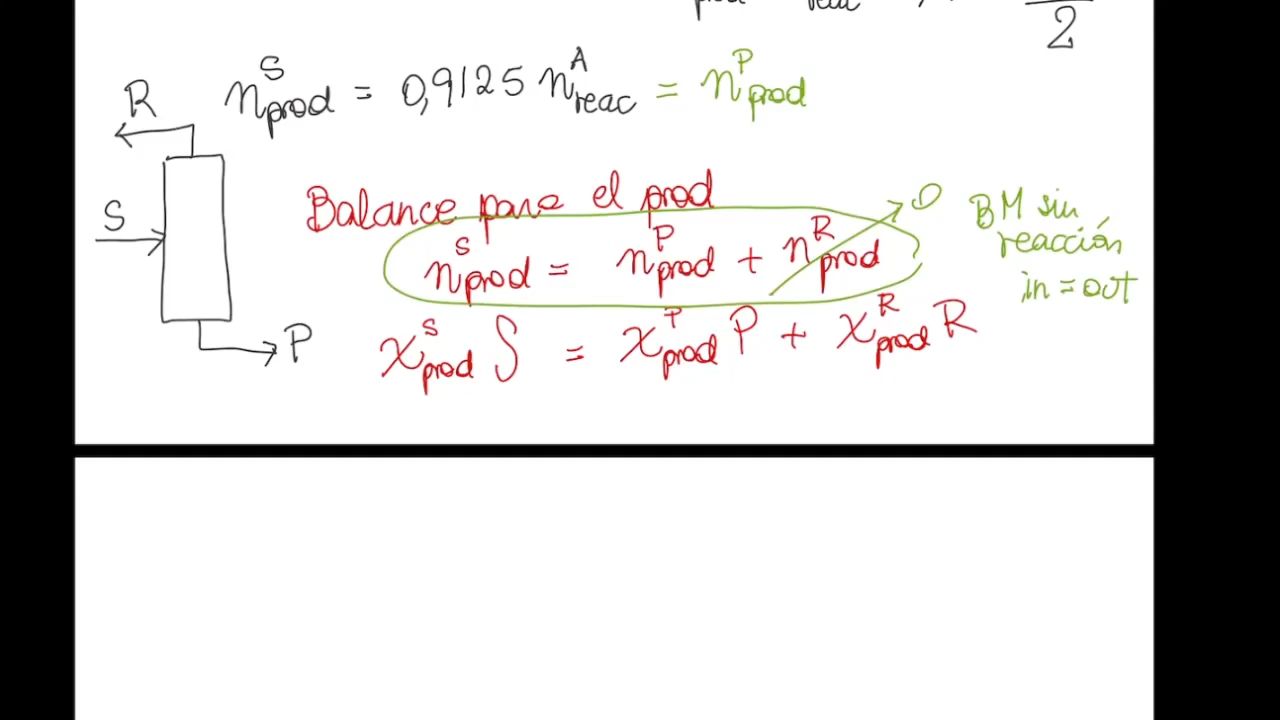 2
n^S_prod = 0,9125 n^A_reac = n^P_prod
R
Balance para el prod
S
n^S_prod = n^P_prod + n^R_prod 0
BM sin
reacción
in = out
x^S_prod S = x^P_prod P + x^R_prod R
P